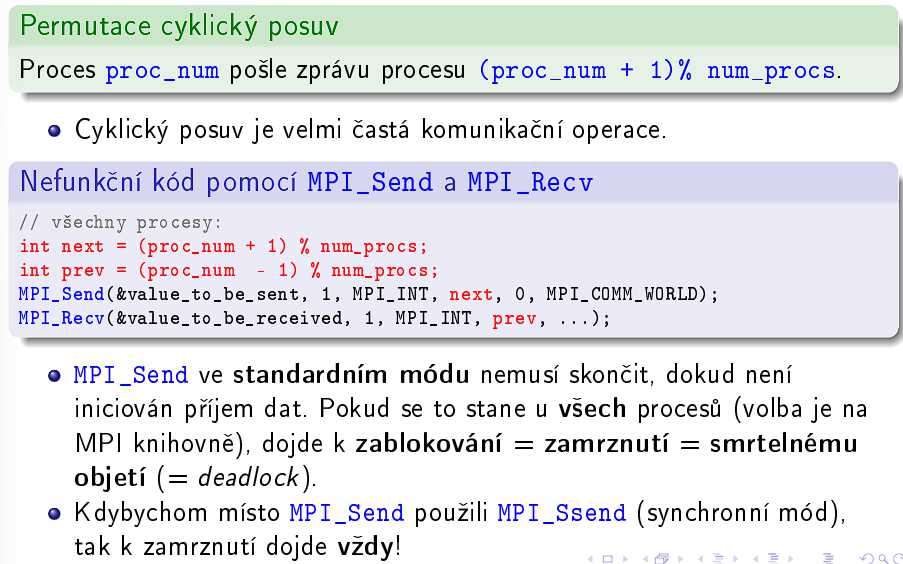 Permutace cyklický posuv
Proces proc_num pošle zprávu procesu (proc_num + 1)% num_procs.
Cyklický posuv je velmi častá komunikační operace.
Nefunkční kód pomocí MPI_Send a MPI_Recv
// všechny procesy:
int next = (proc_num + 1) % num_procs;
int prev = (proc_num - 1) % num_procs;
MPI_Send(&value_to_be_sent, 1, MPI_INT, next, 0, MPI_COMM_WORLD);
MPI_Recv(&value_to_be_received, 1, MPI_INT, prev, ...);
MPI_Send ve standardním módu nemusí skončit, dokud není
iniciován příjem dat. Pokud se to stane u všech procesů (volba je na
MPI knihovně), dojde k zablokování = zamrznutí = smrtelnému
objetí (= deadlock).
Kdybychom místo MPI_Send použili MPI_Ssend (synchronní mód),
tak k zamrznutí dojde vždy!